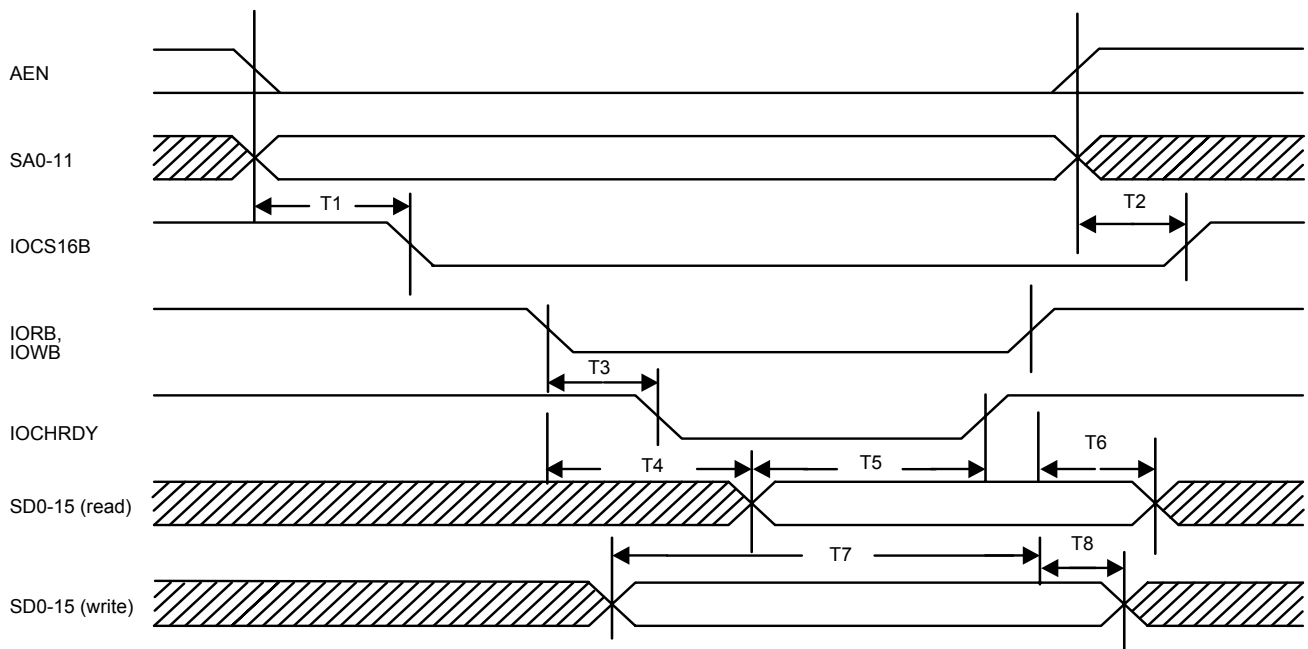 AEN
SA0-11
T1
T2
IOCS16B
IORB,
IOWB
T3
IOCHRDY
T4
T5
T6
SD0-15 (read)
T7
T8
SD0-15 (write)